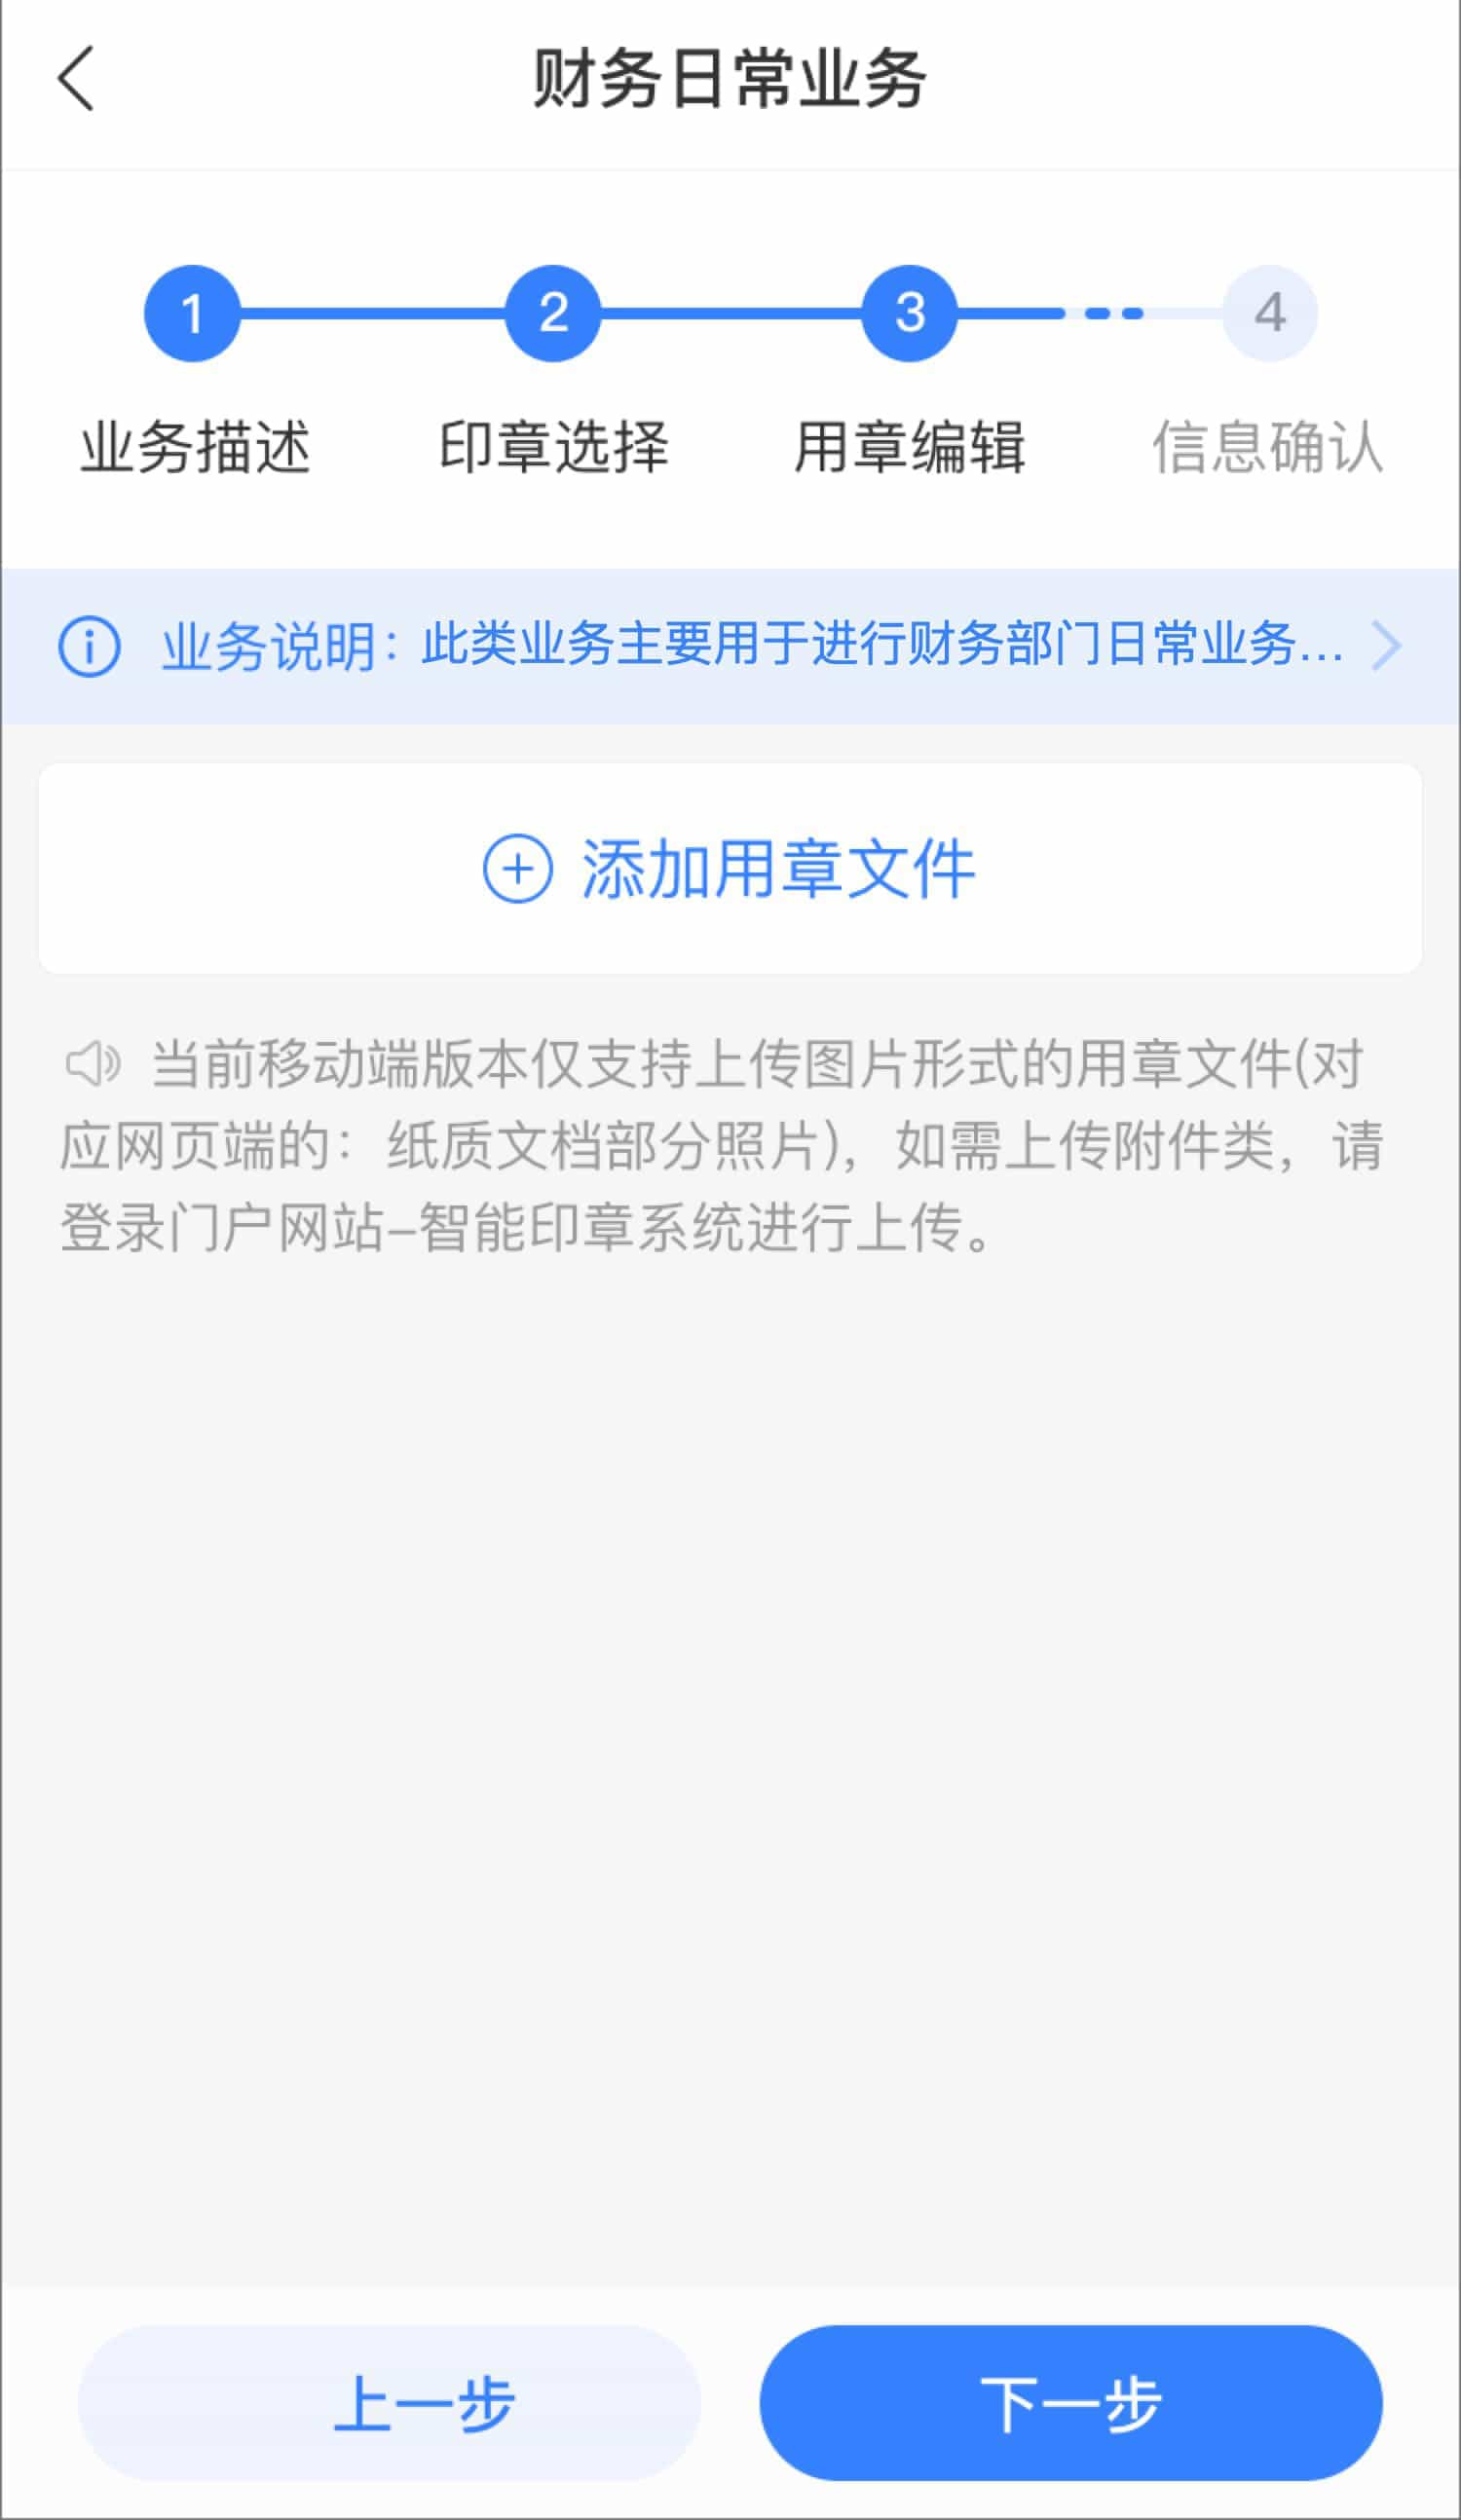 财务日常业务
1
2
3
4
业务描述
印章选择
用章编辑
信息确认
业务说明：此类业务主要用于进行财务部门日常业务...
添加用章文件
当前移动端版本仅支持上传图片形式的用章文件(对
应网页端的：纸质文档部分照片)，如需上传附件类，请
登录门户网站-智能印章系统进行上传。
上一步
下一步